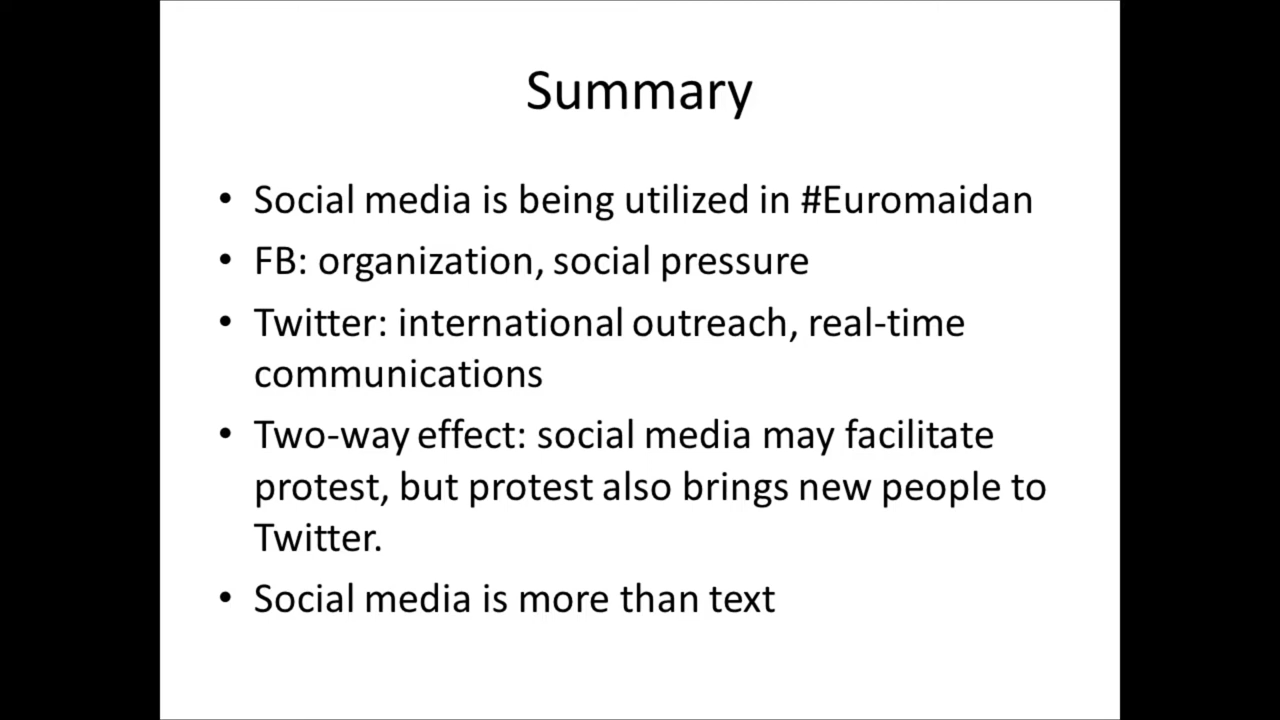 Summary
• Social media is being utilized in #Euromaidan
• FB: organization, social pressure
• Twitter: international outreach, real-time
communications
• Two-way effect: social media may facilitate
protest, but protest also brings new people to
Twitter.
• Social media is more than text